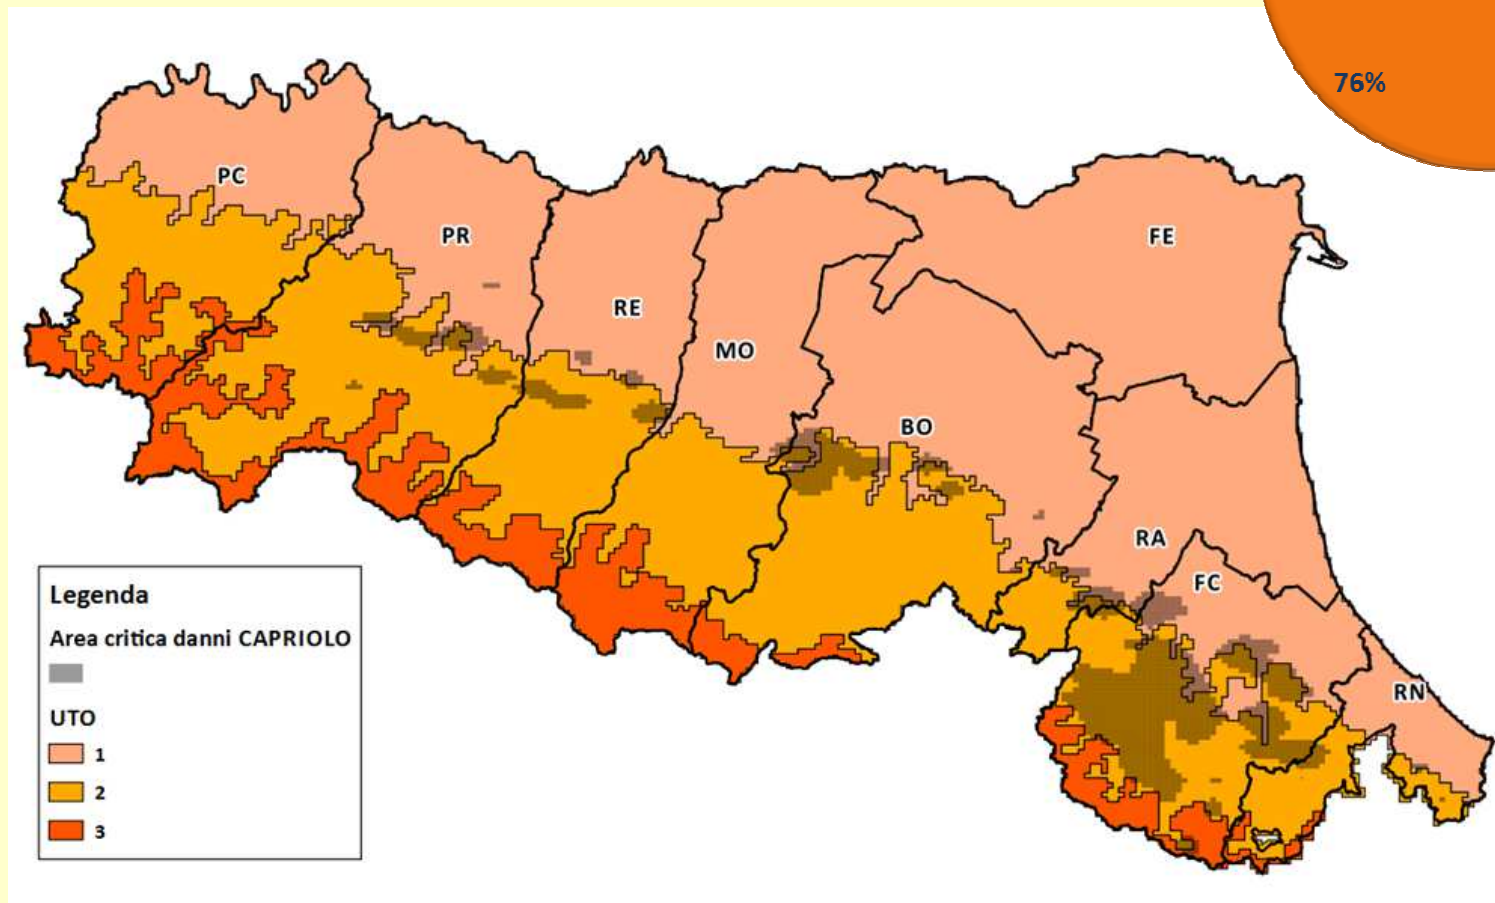 76%
PC
PR
FE
RE
MO
BO
RA
FC
RN
Legenda
Area critica danni CAPRIOLO
UTO
1
2
3